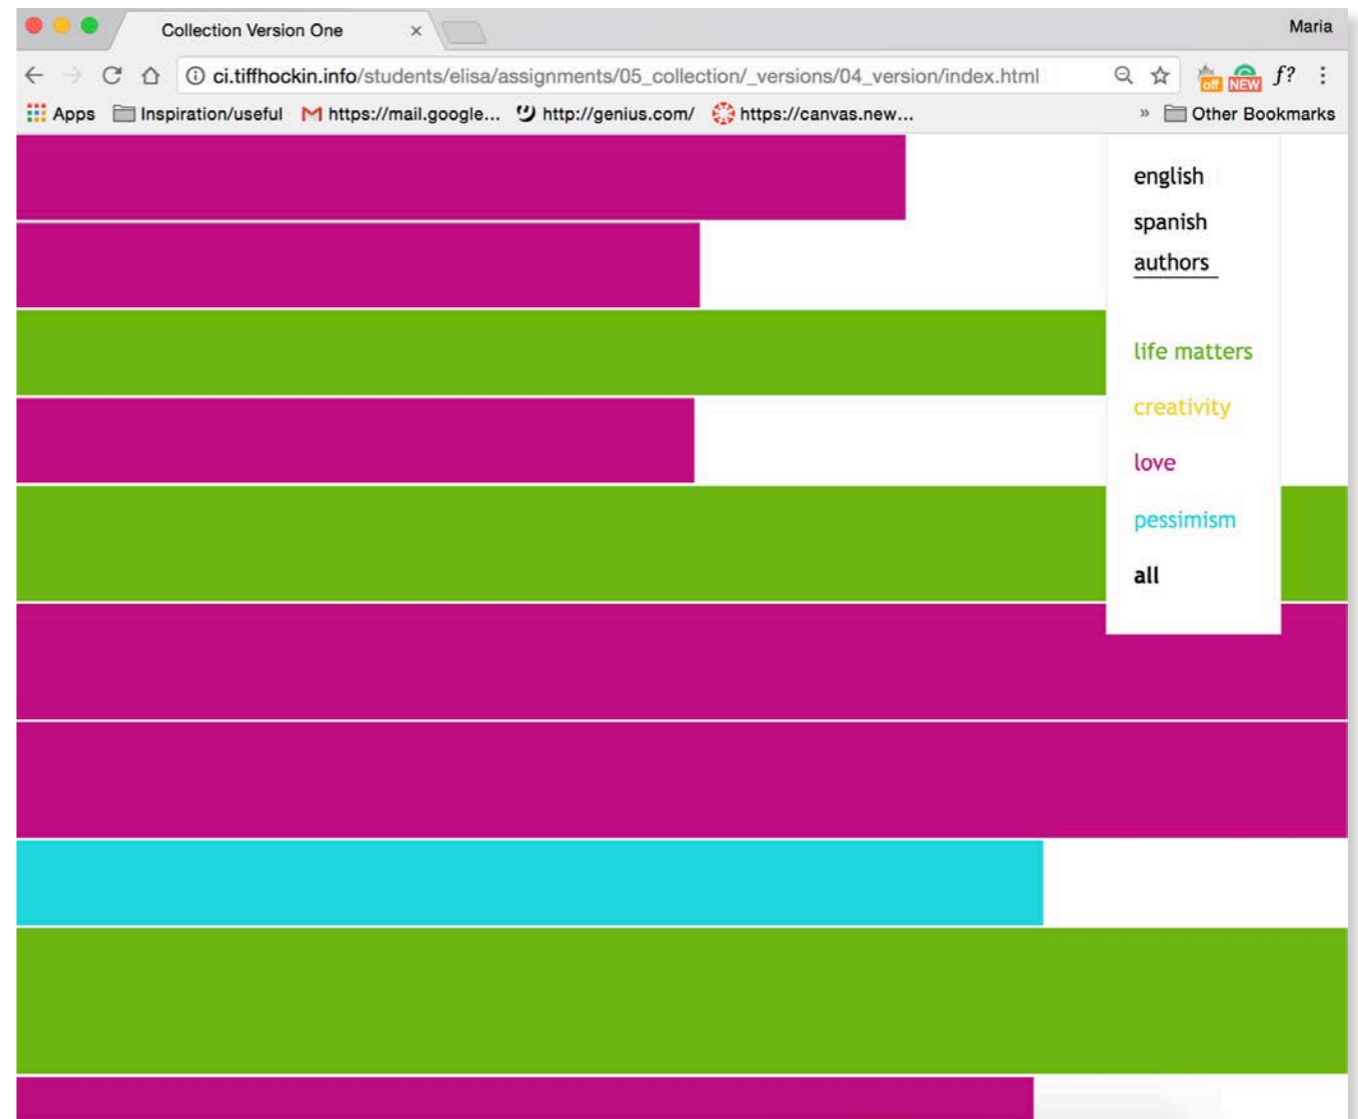 Collection Version One
Maria
ci.tiffhockin.info/students/elisa/assignments/05_collection/_versions/04_version/index.html
off NEW f?
Apps Inspiration/useful https://mail.google... http://genius.com/ https://canvas.new... » Other Bookmarks
english
spanish
authors
life matters
creativity
love
pessimism
all